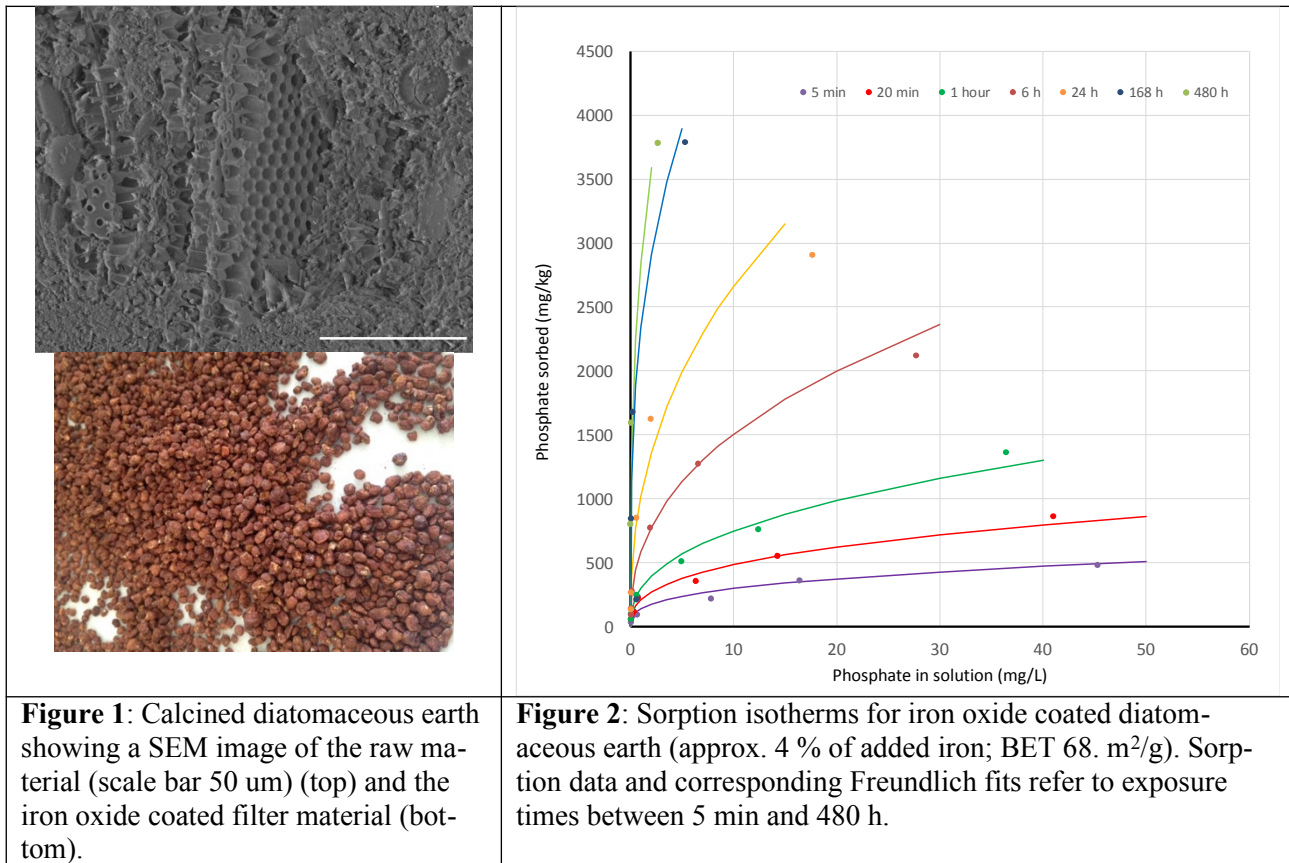 4500
4000
3500
3000
2500
2000
1500
1000
500
0
Phosphate sorbed (mg/kg)
5 min 20 min 1 hour 6 h 24 h 168 h 480 h
0 10 20 30 40 50 60
Phosphate in solution (mg/L)
Figure 1: Calcined diatomaceous earth
showing a SEM image of the raw ma-
terial (scale bar 50 um) (top) and the
iron oxide coated filter material (bot-
tom).
Figure 2: Sorption isotherms for iron oxide coated diatom-
aceous earth (approx. 4 % of added iron; BET 68. m²/g). Sorp-
tion data and corresponding Freundlich fits refer to exposure
times between 5 min and 480 h.